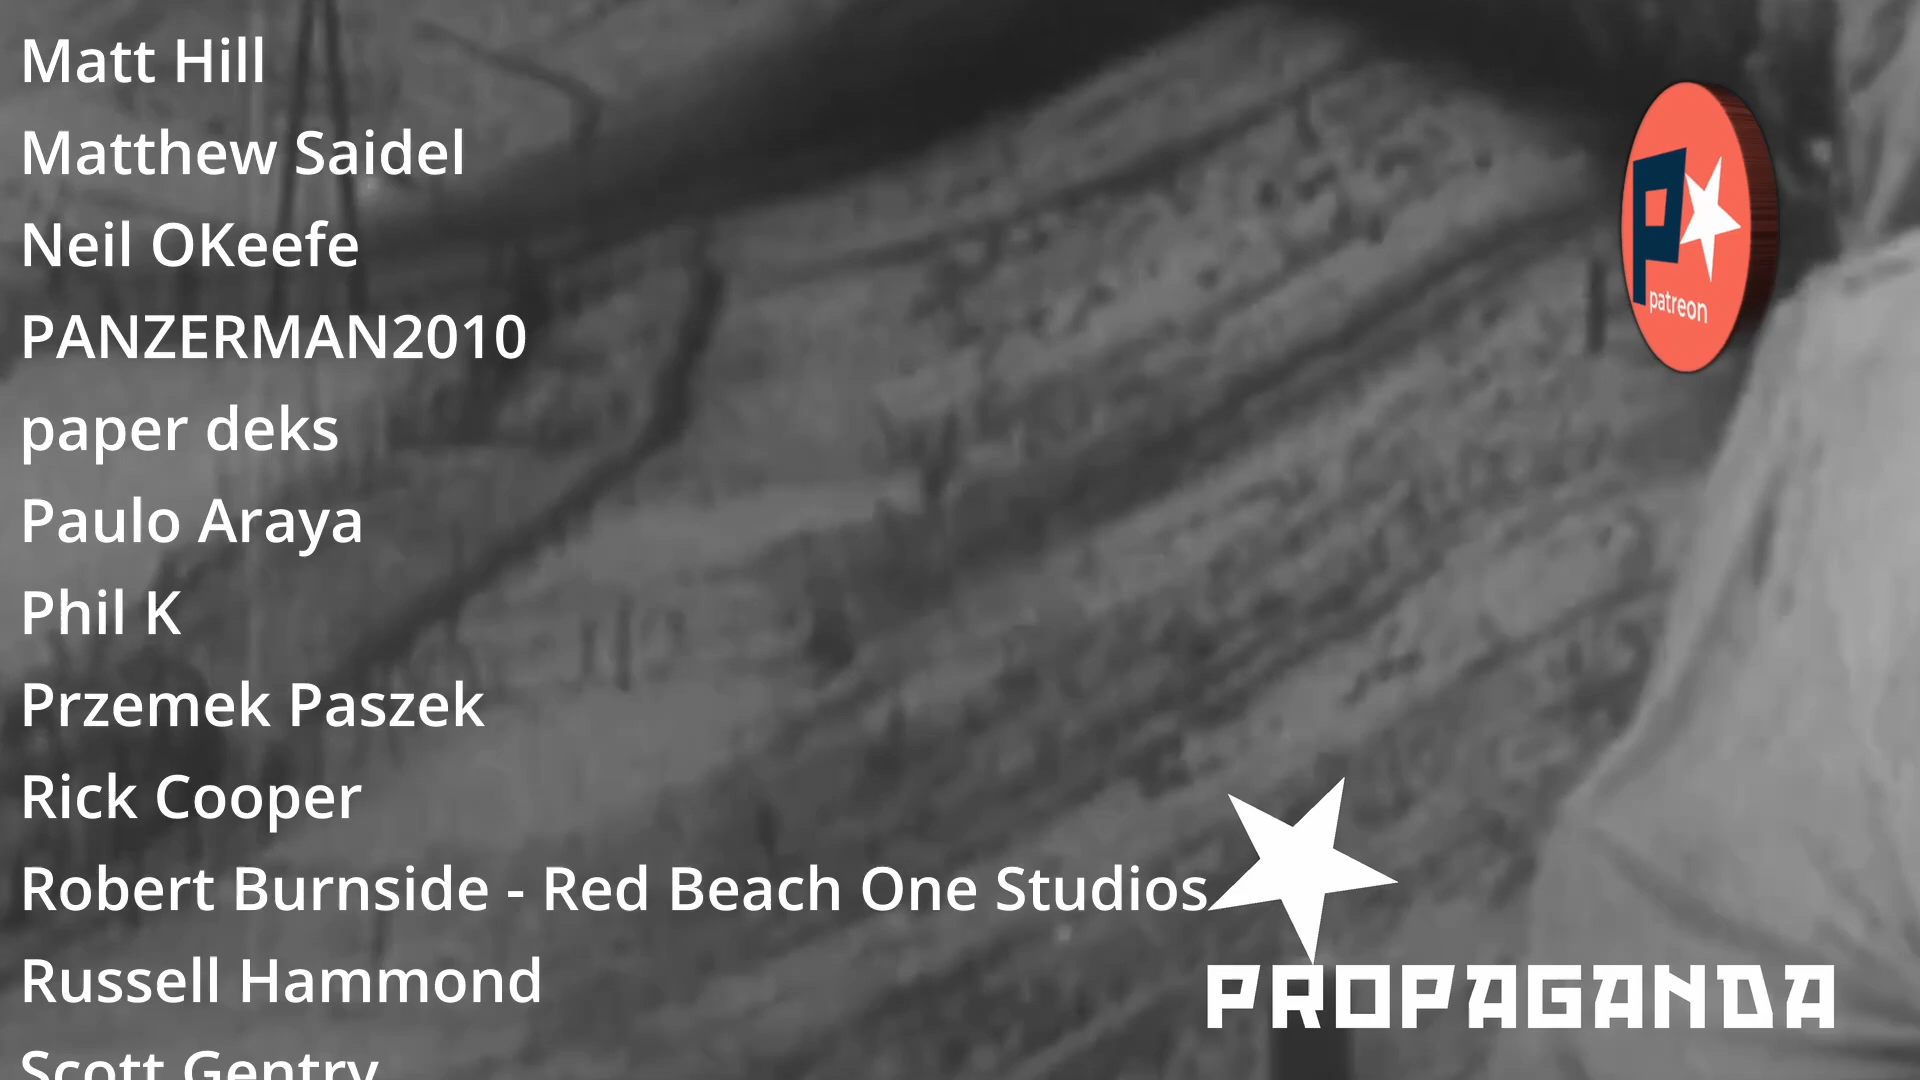 Matt Hill
Matthew Saidel
Neil OKeefe
PANZERMAN2010
paper deks
Paulo Araya
Phil K
Przemek Paszek
Rick Cooper
Robert Burnside - Red Beach One Studios
Russell Hammond
Scott Gentry
P
patreon
PROPAGANDA